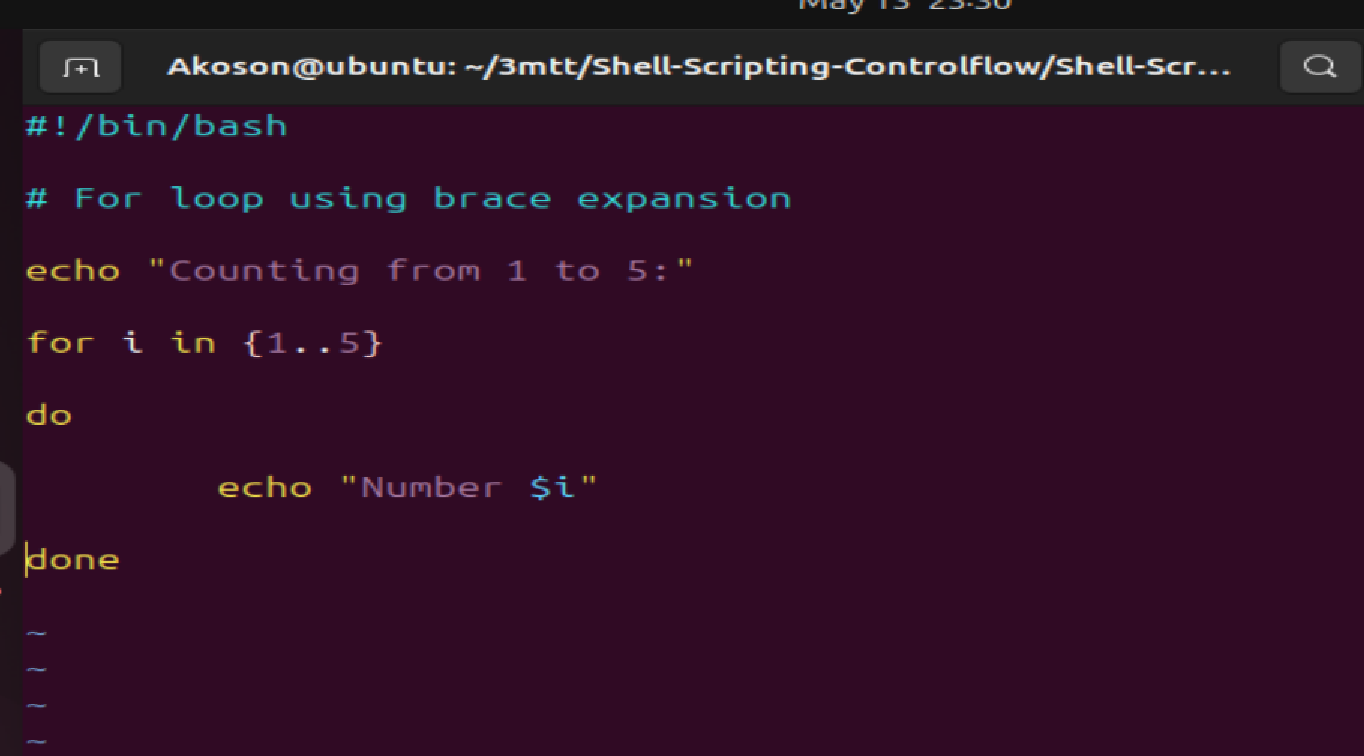 May 13 23:30
Akoson@ubuntu: ~/3mtt/Shell-Scripting-Controlflow/Shell-Scr...
#!/bin/bash
# For loop using brace expansion
echo "Counting from 1 to 5:"
for i in {1..5}
do
        echo "Number $i"
done
~
~
~
~